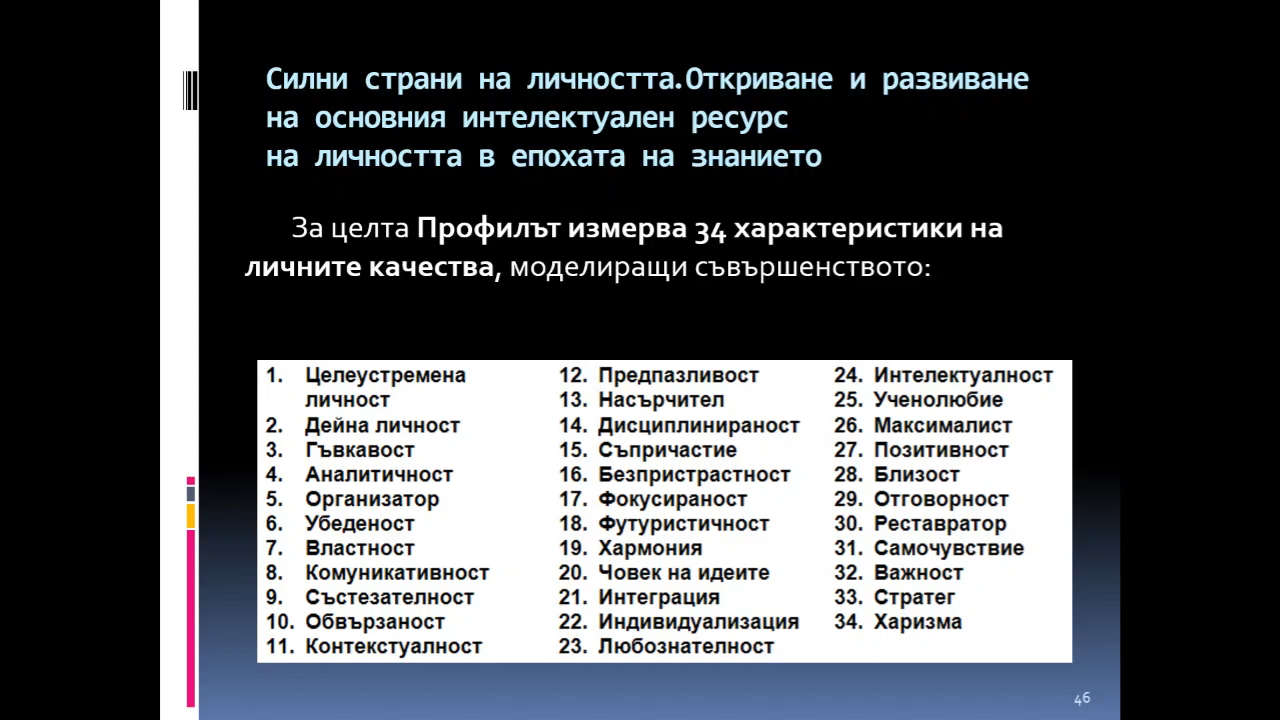 Силни страни на личността.Откриване и развиване
на основния интелектуален ресурс
на личността в епохата на знанието
За целта Профилът измерва 34 характеристики на
личните качества, моделиращи съвършенството:
1. Целеустремена
личност
2. Дейна личност
3. Гъвкавост
4. Аналитичност
5. Организатор
6. Убеденост
7. Властност
8. Комуникативност
9. Състезателност
10. Обвързаност
11. Контекстуалност
12. Предпазливост
13. Насърчител
14. Дисциплинираност
15. Съпричастие
16. Безпристрастност
17. Фокусираност
18. Футуристичност
19. Хармония
20. Човек на идеите
21. Интеграция
22. Индивидуализация
23. Любознателност
24. Интелектуалност
25. Ученолюбие
26. Максималист
27. Позитивност
28. Близост
29. Отговорност
30. Реставратор
31. Самочувствие
32. Важност
33. Стратег
34. Харизма
46